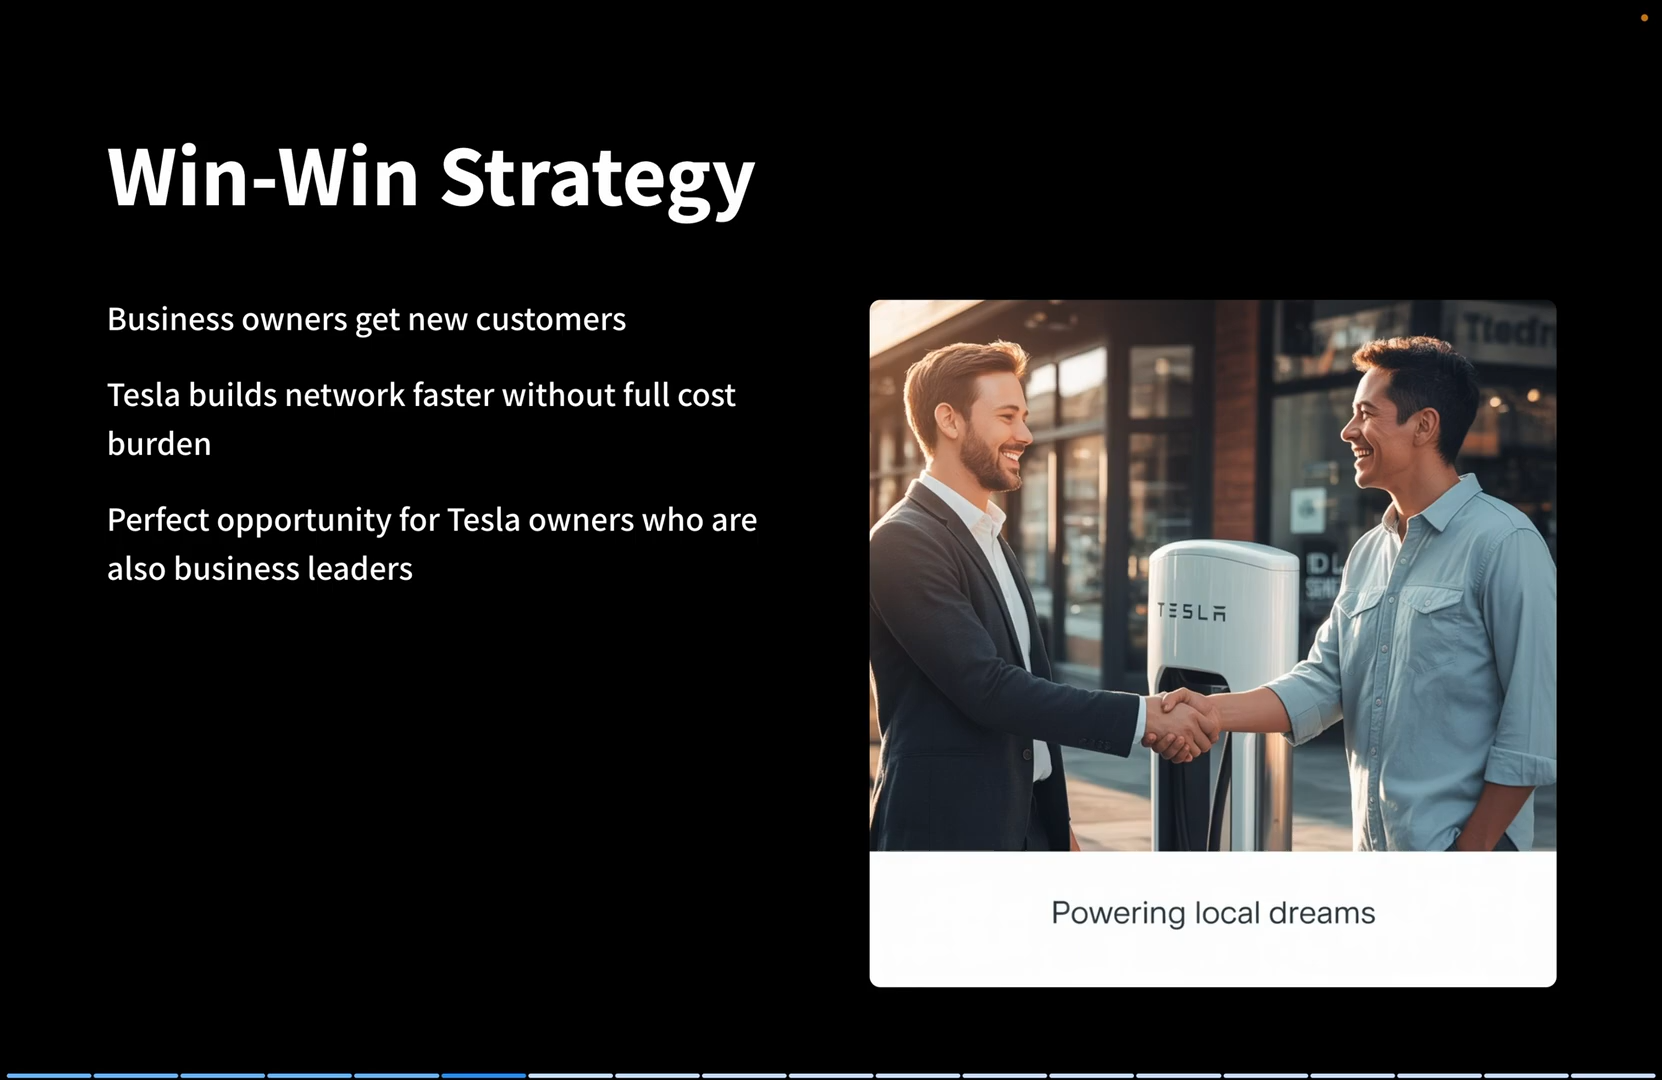 Win-Win Strategy
Business owners get new customers
Tesla builds network faster without full cost
burden
Perfect opportunity for Tesla owners who are
also business leaders
TESLA
Powering local dreams